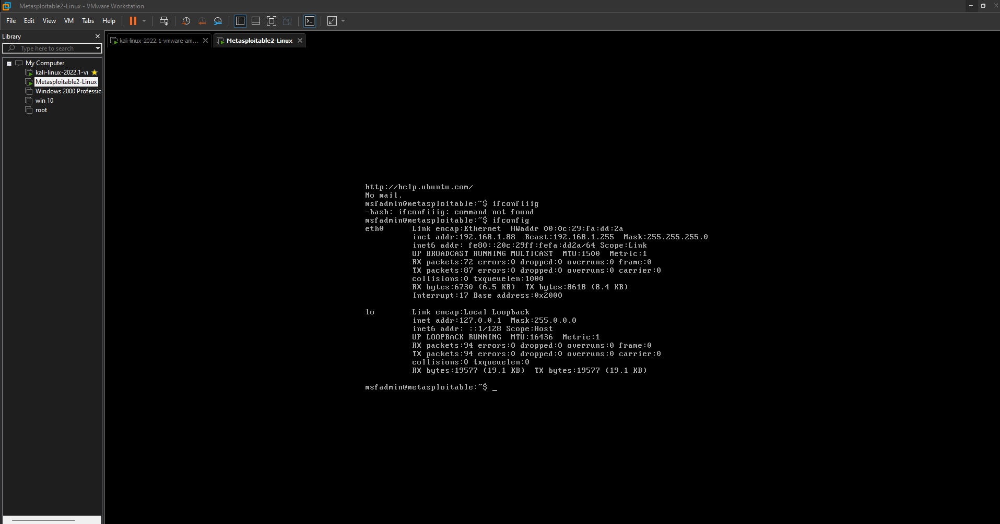 Metasploitable2-Linux - VMware Workstation
File Edit View VM Tabs Help
Library
Type here to search
My Computer
kali-linux-2022.1-vı
Metasploitable2-Linux
Windows 2000 Professio
win 10
root
kali-linux-2022.1-vmware-am...
Metasploitable2-Linux
http://help.ubuntu.com/
No mail.
msfadmin@metasploitable:~$ ifconfiiig
-bash: ifconfiiig: command not found
msfadmin@metasploitable:~$ ifconfig
eth0 Link encap:Ethernet HWaddr 00:0c:29:fa:dd:2a
inet addr:192.168.1.88 Bcast:192.168.1.255 Mask:255.255.255.0
inet6 addr: fe80::20c:29ff:fefa:dd2a/64 Scope:Link
UP BROADCAST RUNNING MULTICAST MTU:1500 Metric:1
RX packets:72 errors:0 dropped:0 overruns:0 frame:0
TX packets:87 errors:0 dropped:0 overruns:0 carrier:0
collisions:0 txqueuelen:1000
RX bytes:6730 (6.5 KB) TX bytes:8618 (8.4 KB)
Interrupt:17 Base address:0x2000
lo Link encap:Local Loopback
inet addr:127.0.0.1 Mask:255.0.0.0
inet6 addr: ::1/128 Scope:Host
UP LOOPBACK RUNNING MTU:16436 Metric:1
RX packets:94 errors:0 dropped:0 overruns:0 frame:0
TX packets:94 errors:0 dropped:0 overruns:0 carrier:0
collisions:0 txqueuelen:0
RX bytes:19577 (19.1 KB) TX bytes:19577 (19.1 KB)
msfadmin@metasploitable:~$ _